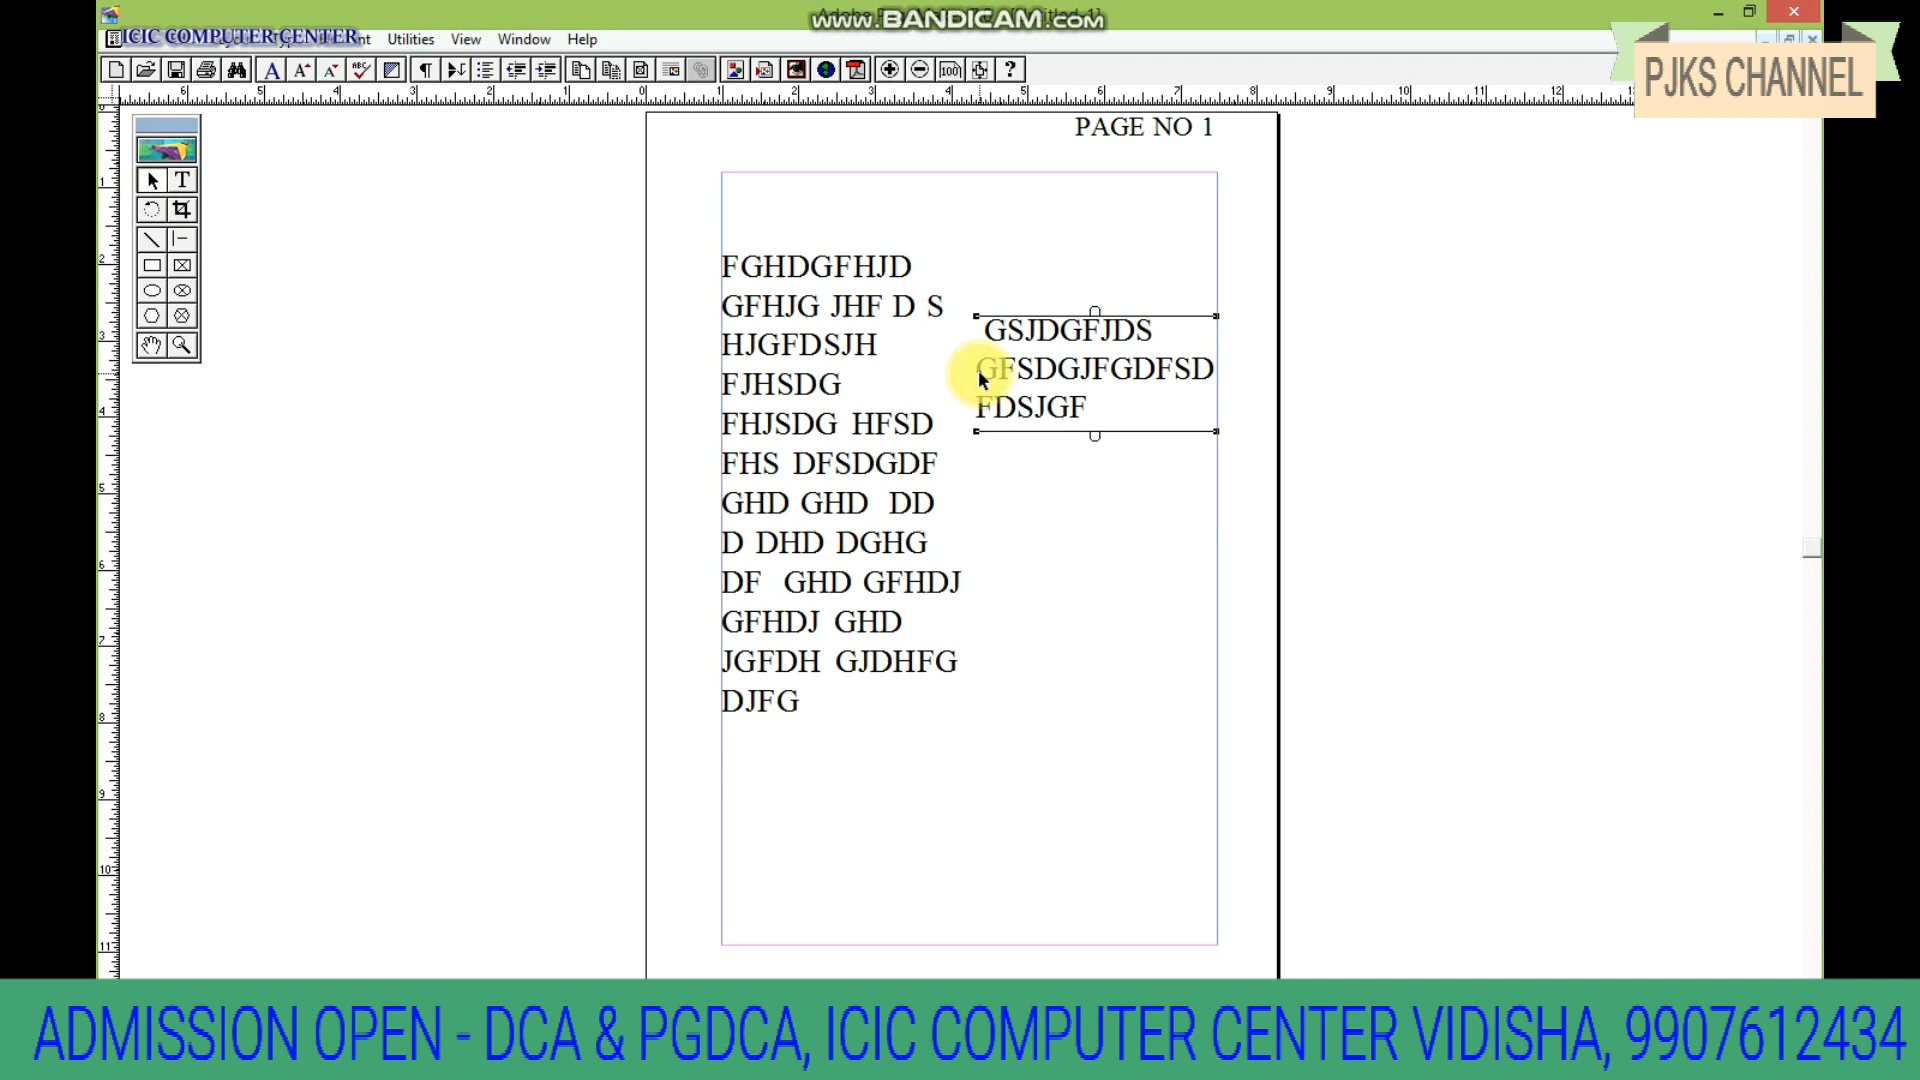 www.BANDICAM.com
ICIC COMPUTER CENTER
Utilities View Window Help
PJKS CHANNEL
PAGE NO 1
FGHDGFHJD
GFHJG JHF D S
HJGFDSJH
FJHSDG
FHJSDG HFSD
FHS DFSDGDF
GHD GHD DD
D DHD DGHG
DF GHD GFHDJ
GFHDJ GHD
JGFDH GJDHFG
DJFG
GSJDGFJDS
GFSDGJFGDFSD
FDSJGF
ADMISSION OPEN - DCA & PGDCA, ICIC COMPUTER CENTER VIDISHA, 9907612434